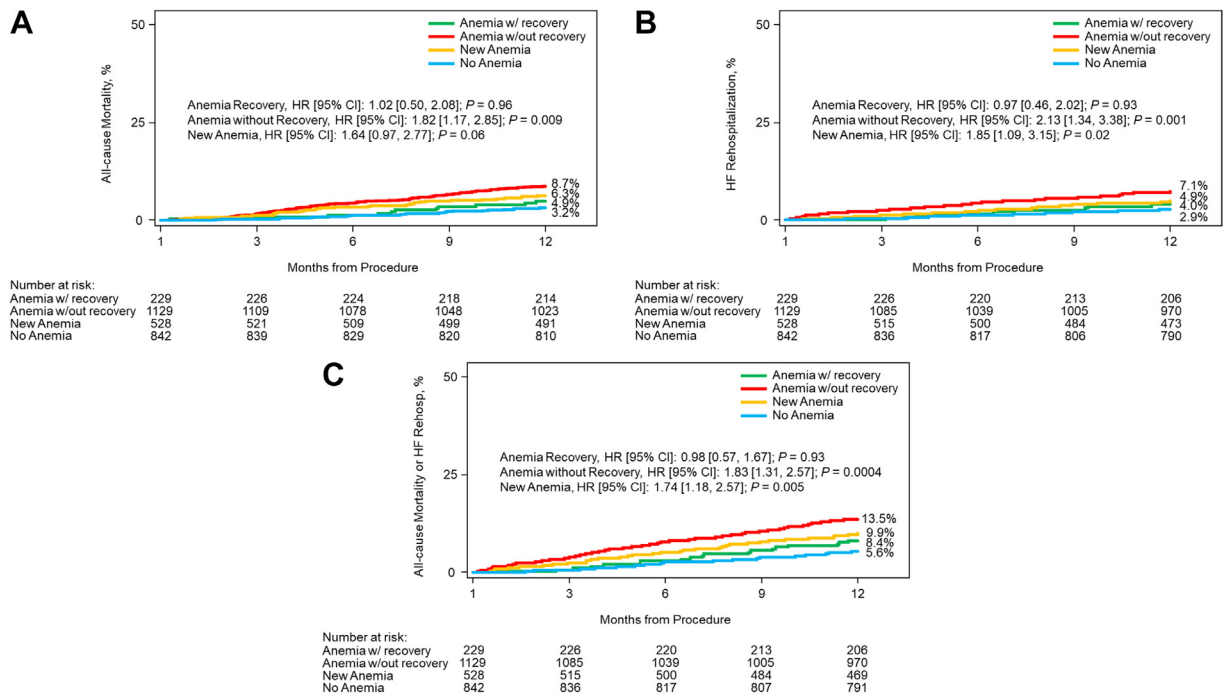 A
All-cause Mortality, %
50
25
0
Anemia w/ recovery
Anemia w/out recovery
New Anemia
No Anemia
Anemia Recovery, HR [95% CI]: 1.02 [0.50, 2.08]; P = 0.96
Anemia without Recovery, HR [95% CI]: 1.82 [1.17, 2.85]; P = 0.009
New Anemia, HR [95% CI]: 1.64 [0.97, 2.77]; P = 0.06
8.7%
6.3%
4.9%
3.2%
1 3 6 9 12
Months from Procedure
Number at risk:
Anemia w/ recovery 229 226 224 218 214
Anemia w/out recovery 1129 1109 1078 1048 1023
New Anemia 528 521 509 499 491
No Anemia 842 839 829 820 810
B
HF Rehospitalization, %
50
25
0
Anemia w/ recovery
Anemia w/out recovery
New Anemia
No Anemia
Anemia Recovery, HR [95% CI]: 0.97 [0.46, 2.02]; P = 0.93
Anemia without Recovery, HR [95% CI]: 2.13 [1.34, 3.38]; P = 0.001
New Anemia, HR [95% CI]: 1.85 [1.09, 3.15]; P = 0.02
7.1%
4.9%
4.0%
2.9%
1 3 6 9 12
Months from Procedure
Number at risk:
Anemia w/ recovery 229 226 220 213 206
Anemia w/out recovery 1129 1085 1039 1005 970
New Anemia 528 515 500 484 473
No Anemia 842 836 817 806 790
C
All-cause Mortality or HF Rehosp, %
50
25
0
Anemia w/ recovery
Anemia w/out recovery
New Anemia
No Anemia
Anemia Recovery, HR [95% CI]: 0.98 [0.57, 1.67]; P = 0.93
Anemia without Recovery, HR [95% CI]: 1.83 [1.31, 2.57]; P = 0.0004
New Anemia, HR [95% CI]: 1.74 [1.18, 2.57]; P = 0.005
13.5%
9.9%
8.4%
5.6%
1 3 6 9 12
Months from Procedure
Number at risk:
Anemia w/ recovery 229 226 220 213 206
Anemia w/out recovery 1129 1085 1039 1005 970
New Anemia 528 515 500 484 469
No Anemia 842 836 817 807 791